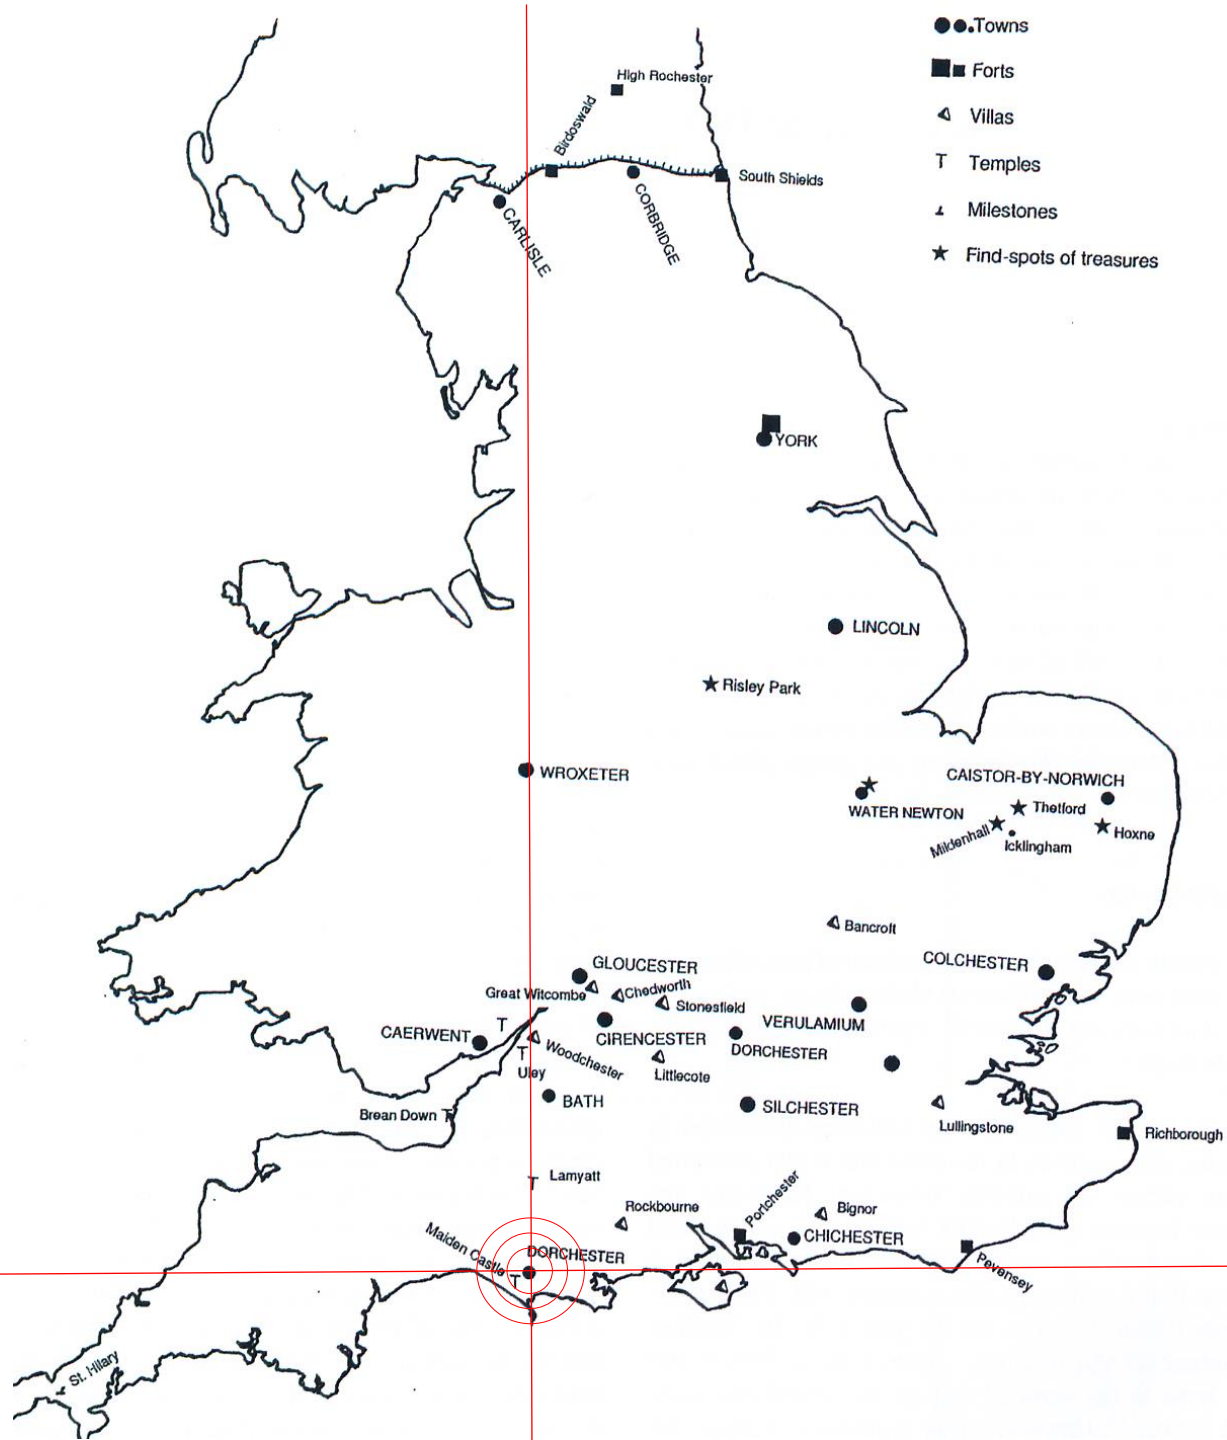 Towns
Forts
Villas
Temples
Milestones
Find-spots of treasures
High Rochester
Birdoswald
South Shields
CARLISLE
CORBRIDGE
YORK
LINCOLN
Risley Park
WROXETER
CAISTOR-BY-NORWICH
WATER NEWTON
Thetford
Mildenhall
Icklingham
Hoxne
Bancroft
GLOUCESTER
COLCHESTER
Great Witcombe
Chedworth
Stonesfield
VERULAMIUM
CAERWENT
CIRENCESTER
DORCHESTER
Woodchester
Uley
Littlecote
BATH
SILCHESTER
Brean Down
Lullingstone
Richborough
Lamyatt
Rockbourne
Portchester
Bignor
Maiden Castle
DORCHESTER
CHICHESTER
Pevensey
St. Hilary